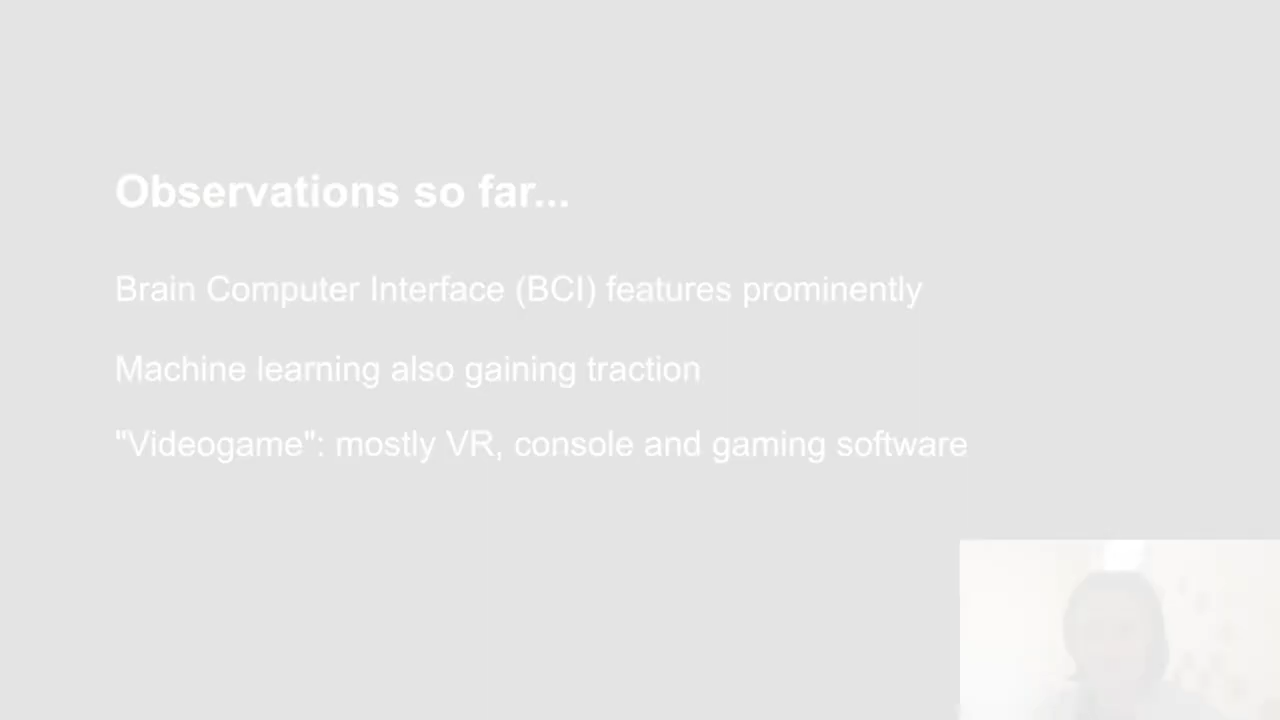 Observations so far...
Brain Computer Interface (BCI) features prominently
Machine learning also gaining traction
"Videogame": mostly VR, console and gaming software